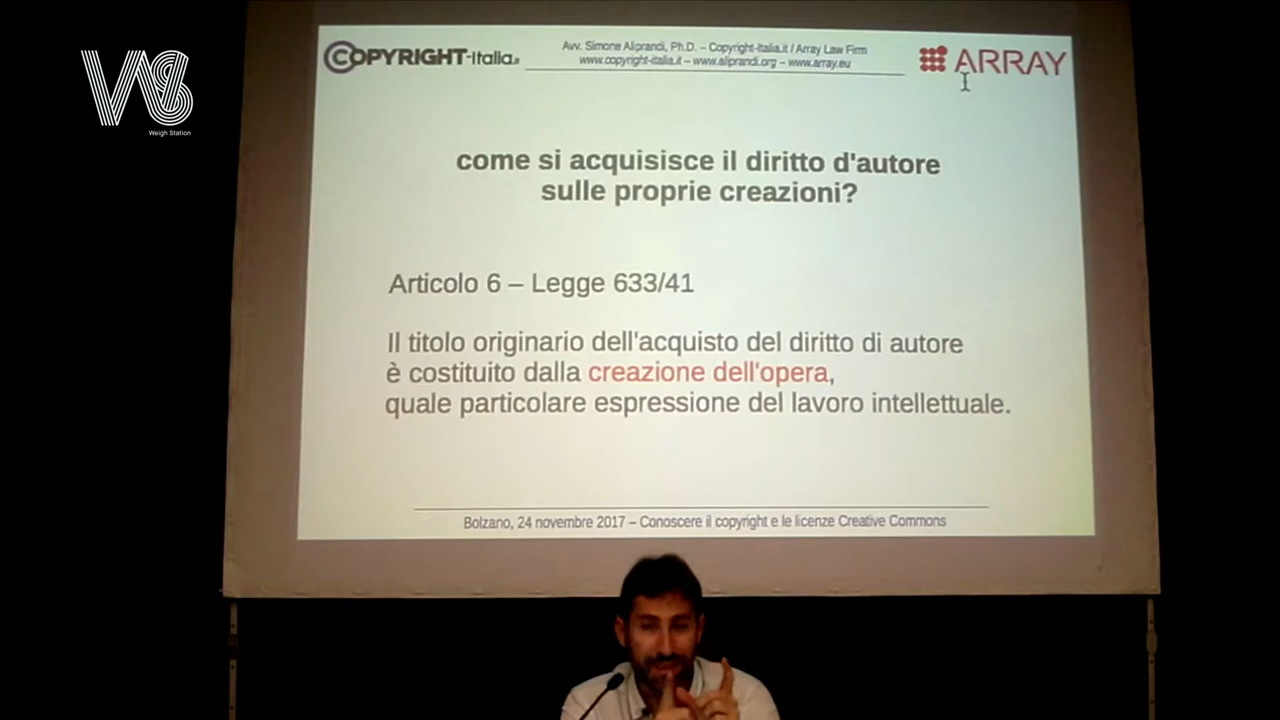 WS
Weigh Station
COPYRIGHT-Italia.it
Avv. Simone Aliprandi, Ph.D. – Copyright-Italia.it / Array Law Firm
www.copyright-italia.it – www.aliprandi.org – www.array.eu
ARRAY
come si acquisisce il diritto d'autore
sulle proprie creazioni?
Articolo 6 – Legge 633/41
Il titolo originario dell'acquisto del diritto di autore
è costituito dalla creazione dell'opera,
quale particolare espressione del lavoro intellettuale.
Bolzano, 24 novembre 2017 – Conoscere il copyright e le licenze Creative Commons